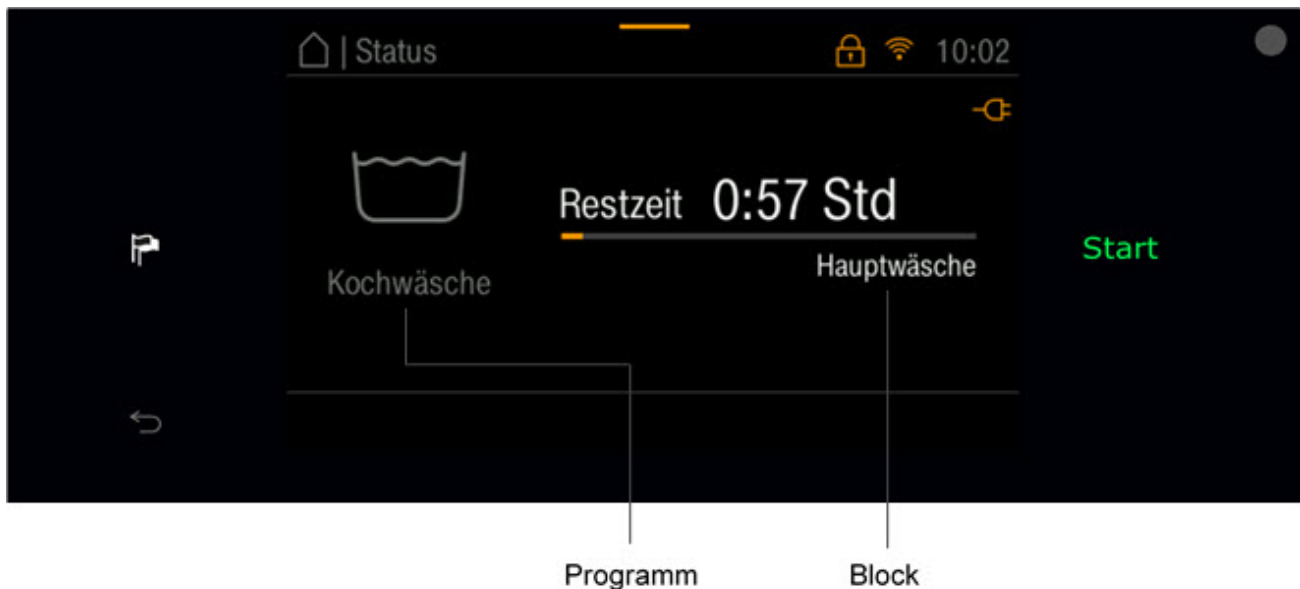 | Status 10:02
Restzeit 0:57 Std
Hauptwäsche
Start
Kochwäsche
Programm Block